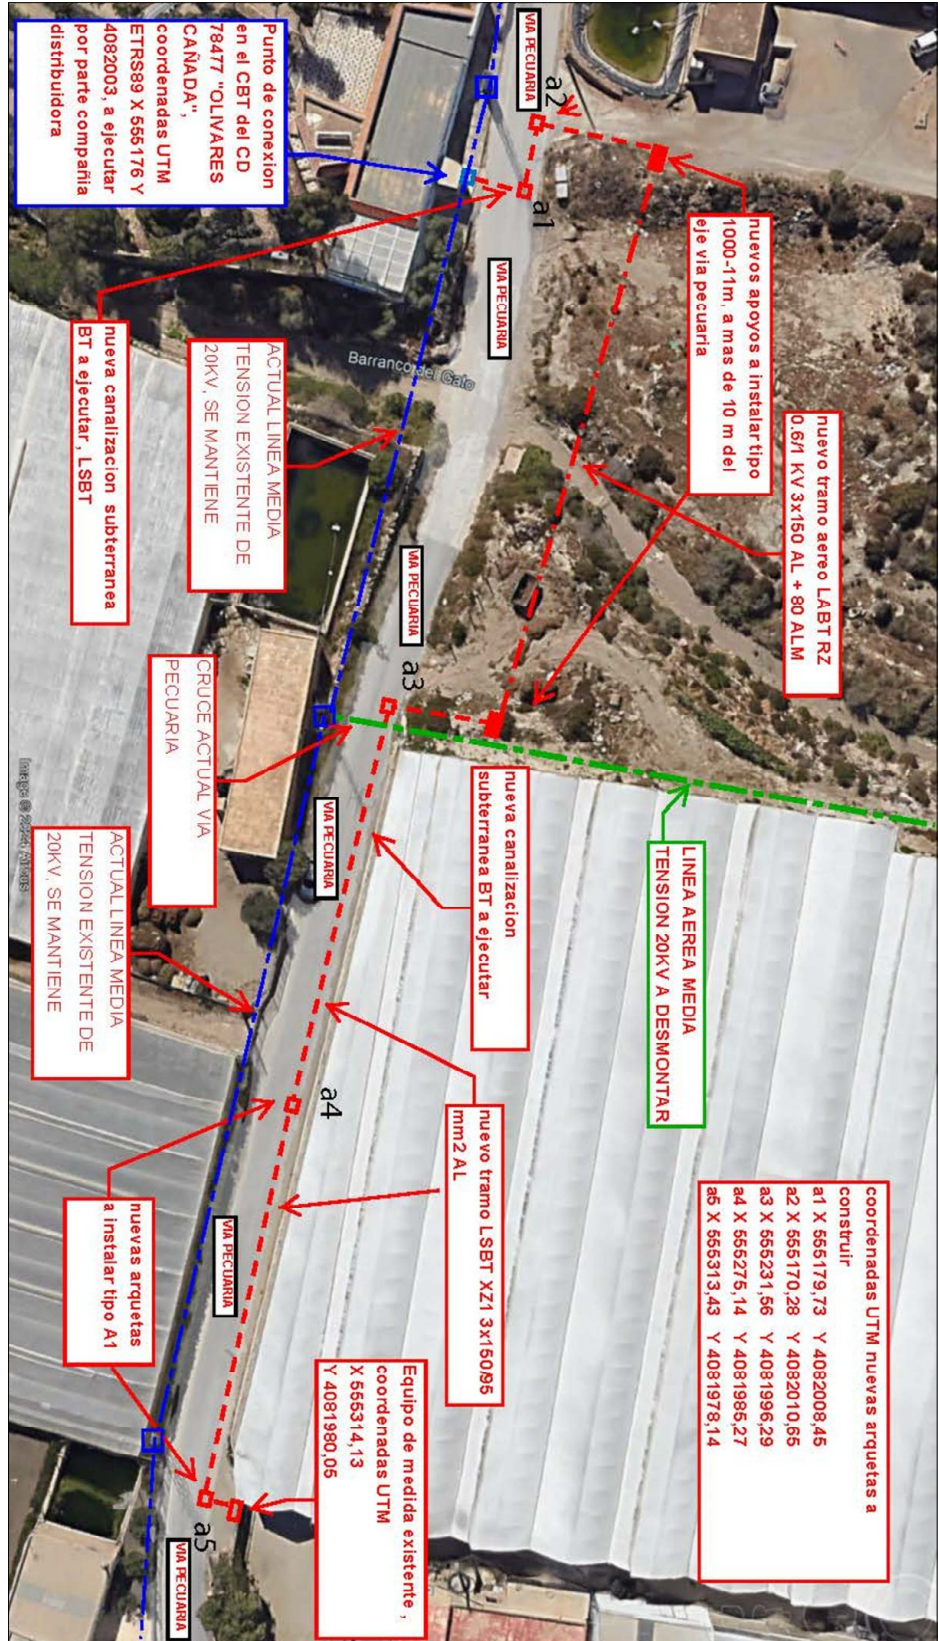 VIA PECUARIA
a2
a1
VIA PECUARIA
Punto de conexion
en el CBT del CD
78477 "OLIVARES
CAÑADA",
coordenadas UTM
ETRS89 X 555176 Y
4082003, a ejecutar
por parte compañia
distribuidora
nuevos apoyos a instalar tipo
1000-11m, a mas de 10 m del
eje via pecuaria
nuevo tramo aereo LABT RZ
0.6/1 KV 3x150 AL + 80 ALM
nueva canalizacion subterranea
BT a ejecutar, LSBT
ACTUAL LINEA MEDIA
TENSION EXISTENTE DE
20KV, SE MANTIENE
Barranco del Galo
VIA PECUARIA
a3
CRUCE ACTUAL VIA
PECUARIA
VIA PECUARIA
nueva canalizacion
subterranea BT a ejecutar
LINEA AEREA MEDIA
TENSION 20KV A DESMONTAR
ACTUAL LINEA MEDIA
TENSION EXISTENTE DE
20KV, SE MANTIENE
a4
nuevo tramo LSBT XZ1 3x150/95
mm2 AL
coordenadas UTM nuevas arquetas a
construir
a1 X 555179,73 Y 4082008,45
a2 X 555170,28 Y 4082010,65
a3 X 555231,56 Y 4081996,29
a4 X 555275,14 Y 4081985,27
a5 X 555313,43 Y 4081978,14
nuevas arquetas
a instalar tipo A1
VIA PECUARIA
Equipo de medida existente ,
coordenadas UTM
X 555314,13
Y 4081980,05
a5
VIA PECUARIA